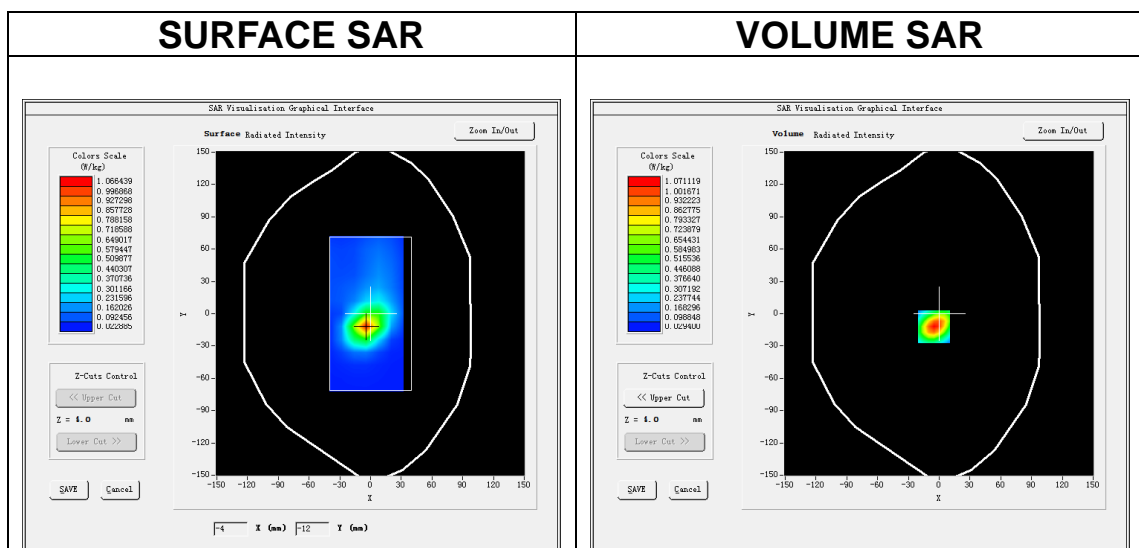 SURFACE SAR
VOLUME SAR
SAR Visualisation Graphical Interface
Surface Radiated Intensity
Zoom In/Out
Colors Scale
(W/kg)
1.066439
0.996868
0.927298
0.857728
0.788158
0.718588
0.649017
0.579447
0.509877
0.440307
0.370736
0.301166
0.231596
0.162026
0.092456
0.022885
Z-Cuts Control
<< Upper Cut
Z = 4.0 mm
Lower Cut >>
SAVE
Cancel
Y
150
120
90
60
30
0
-30
-60
-90
-120
-150
-150 -120 -90 -60 -30 0 30 60 90 120 150
X
-4 X (mm) -12 Y (mm)
SAR Visualisation Graphical Interface
Volume Radiated Intensity
Zoom In/Out
Colors Scale
(W/kg)
1.071119
1.001671
0.932223
0.862775
0.793327
0.723879
0.654431
0.584983
0.515536
0.446088
0.376640
0.307192
0.237744
0.168296
0.098848
0.029400
Z-Cuts Control
<< Upper Cut
Z = 4.0 mm
Lower Cut >>
SAVE
Cancel
Y
150
120
90
60
30
0
-30
-60
-90
-120
-150
-150 -120 -90 -60 -30 0 30 60 90 120 150
X